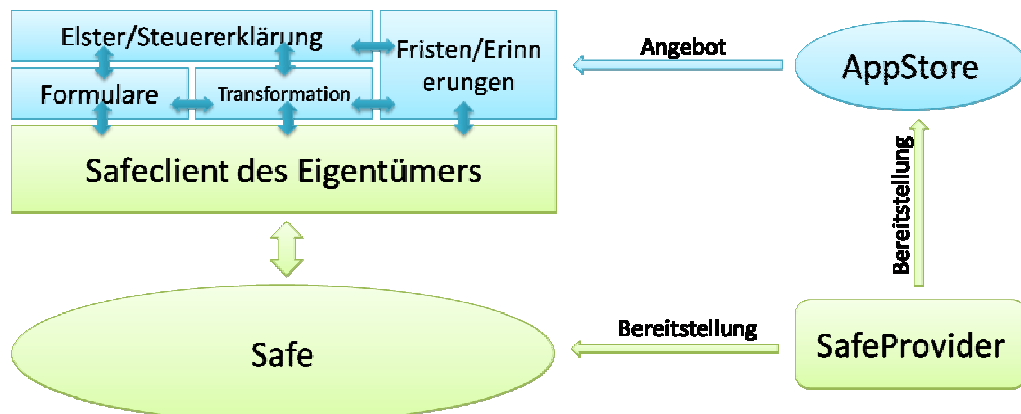 Elster/Steuererklärung
Fristen/Erinn
erungen
Formulare
Transformation
Safeclient des Eigentümers
Angebot
AppStore
Bereitstellung
Safe
Bereitstellung
SafeProvider